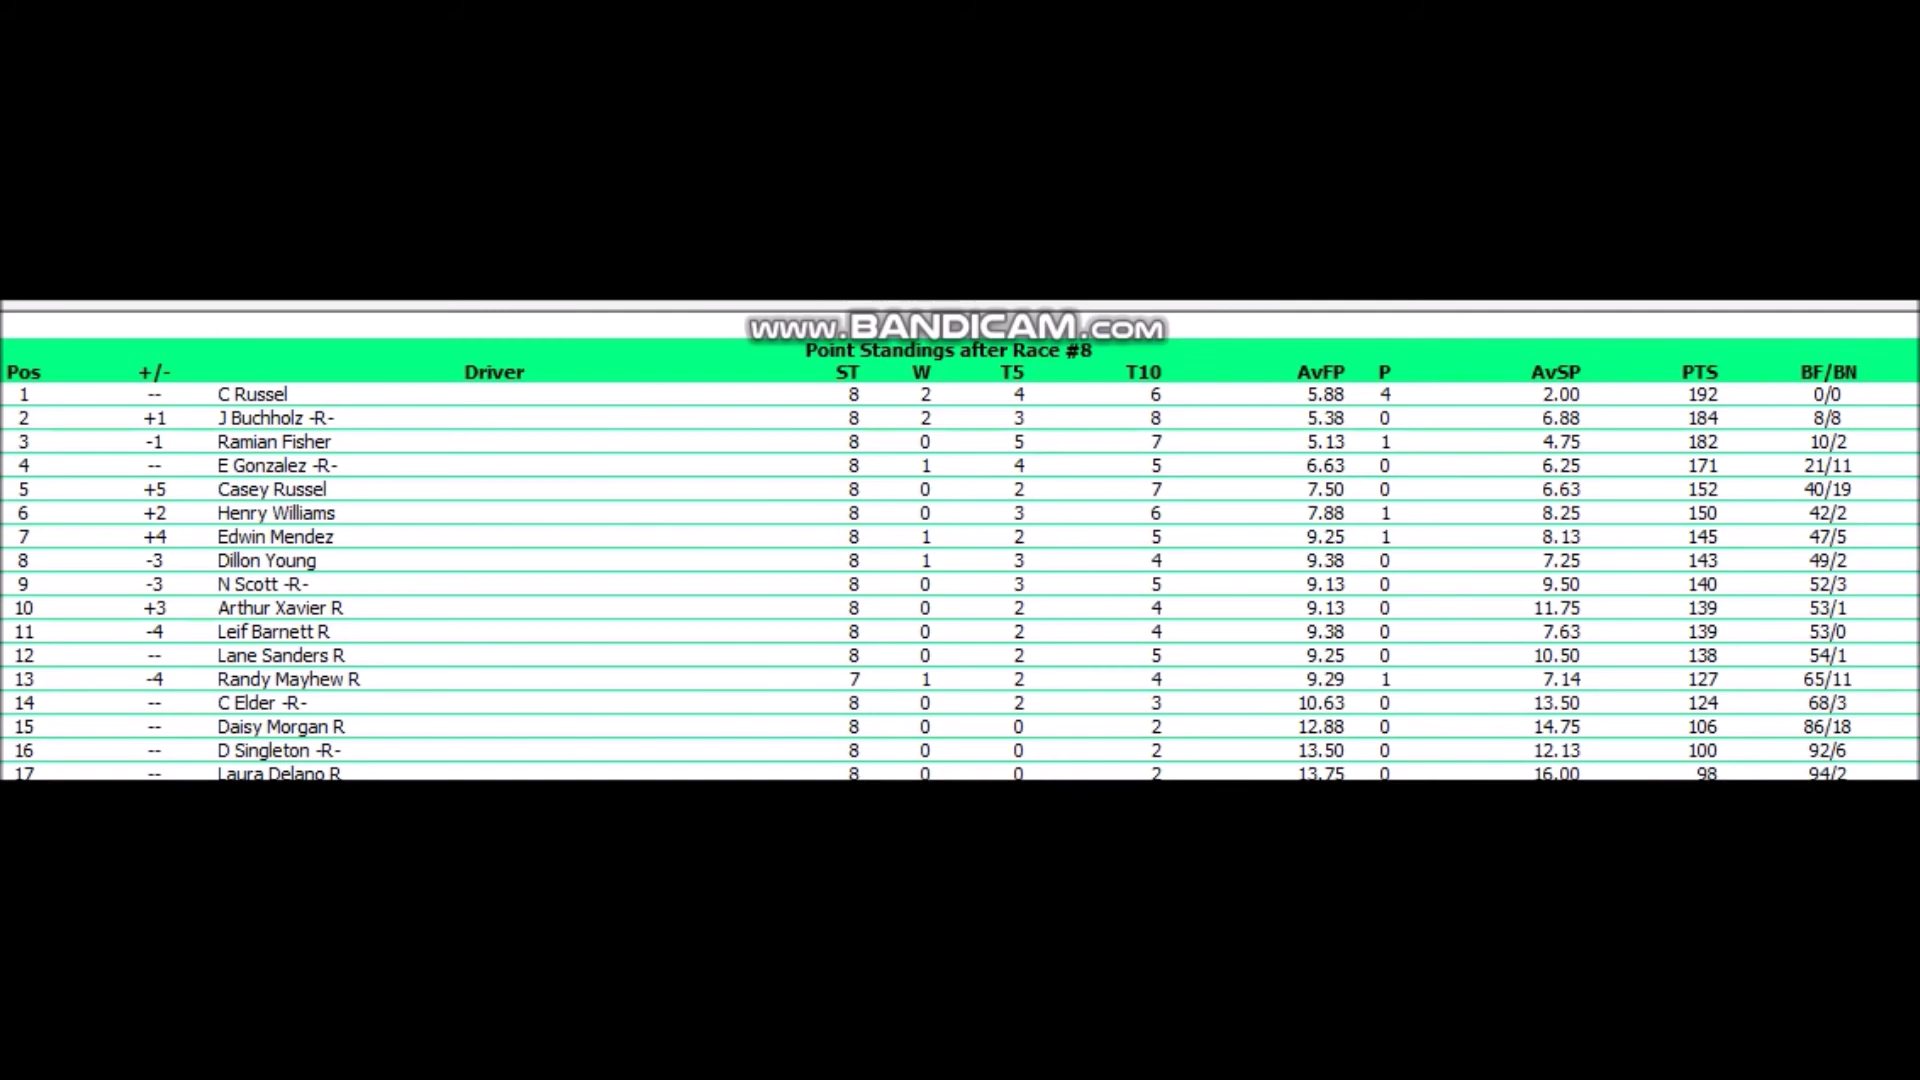 www.BANDICAM.com
Point Standings after Race #8
Pos +/- Driver ST W T5 T10 AvFP P AvSP PTS BF/BN
1 -- C Russel 8 2 4 6 5.88 4 2.00 192 0/0
2 +1 J Buchholz -R- 8 2 3 8 5.38 0 6.88 184 8/8
3 -1 Ramian Fisher 8 0 5 7 5.13 1 4.75 182 10/2
4 -- E Gonzalez -R- 8 1 4 5 6.63 0 6.25 171 21/11
5 +5 Casey Russel 8 0 2 7 7.50 0 6.63 152 40/19
6 +2 Henry Williams 8 0 3 6 7.88 1 8.25 150 42/2
7 +4 Edwin Mendez 8 1 2 5 9.25 1 8.13 145 47/5
8 -3 Dillon Young 8 1 3 4 9.38 0 7.25 143 49/2
9 -3 N Scott -R- 8 0 3 5 9.13 0 9.50 140 52/3
10 +3 Arthur Xavier R 8 0 2 4 9.13 0 11.75 139 53/1
11 -4 Leif Barnett R 8 0 2 4 9.38 0 7.63 139 53/0
12 -- Lane Sanders R 8 0 2 5 9.25 0 10.50 138 54/1
13 -4 Randy Mayhew R 7 1 2 4 9.29 1 7.14 127 65/11
14 -- C Elder -R- 8 0 2 3 10.63 0 13.50 124 68/3
15 -- Daisy Morgan R 8 0 0 2 12.88 0 14.75 106 86/18
16 -- D Singleton -R- 8 0 0 2 13.50 0 12.13 100 92/6
17 -- Laura Delano R 8 0 0 2 13.75 0 16.00 98 94/2